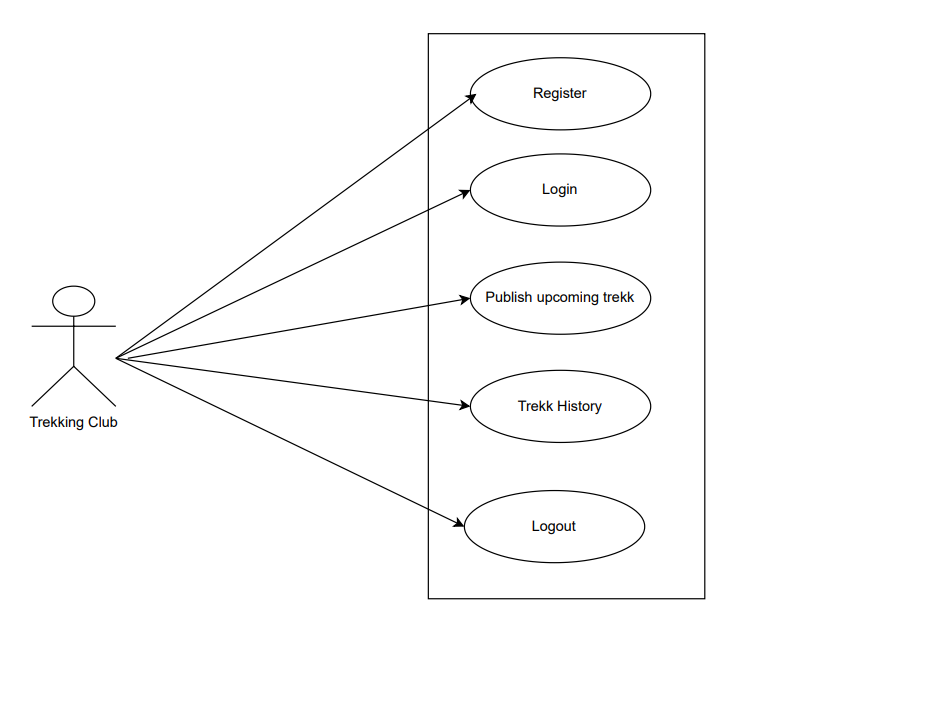 Register
Login
Publish upcoming trekk
Trekk History
Trekking Club
Logout